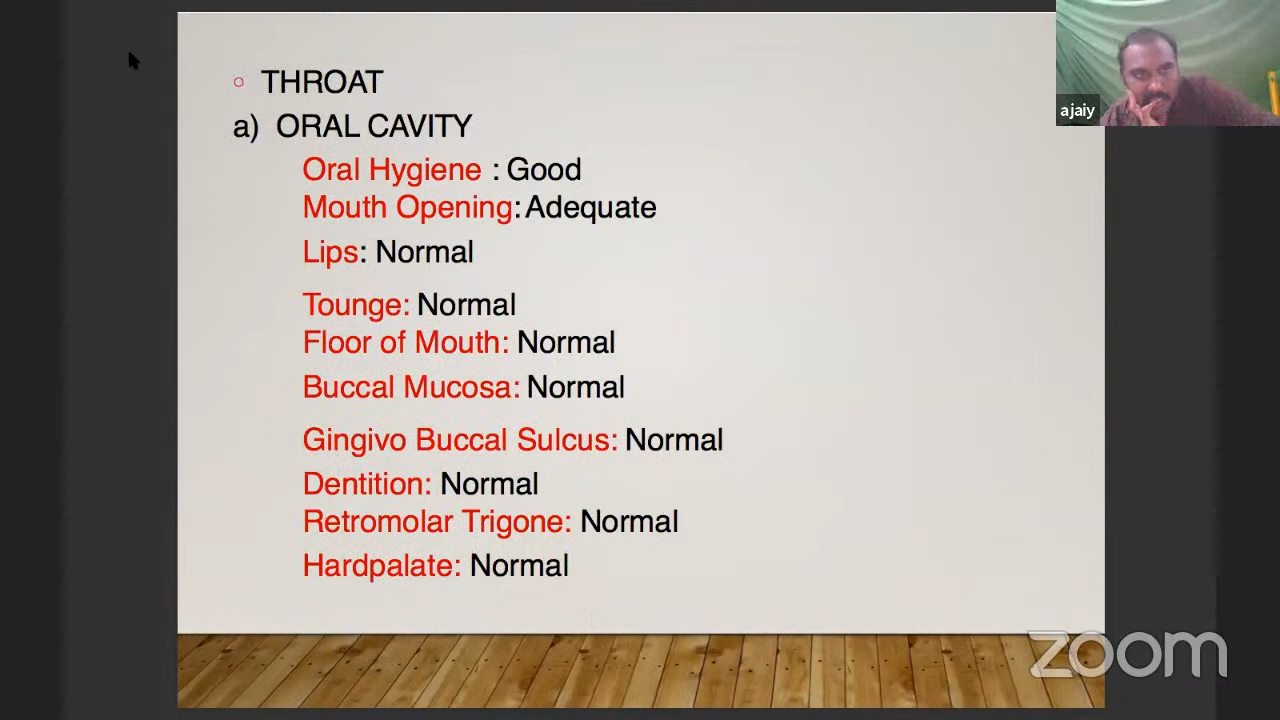 THROAT
a) ORAL CAVITY
Oral Hygiene : Good
Mouth Opening: Adequate
Lips: Normal
Tounge: Normal
Floor of Mouth: Normal
Buccal Mucosa: Normal
Gingivo Buccal Sulcus: Normal
Dentition: Normal
Retromolar Trigone: Normal
Hardpalate: Normal
ajaiy
zoom